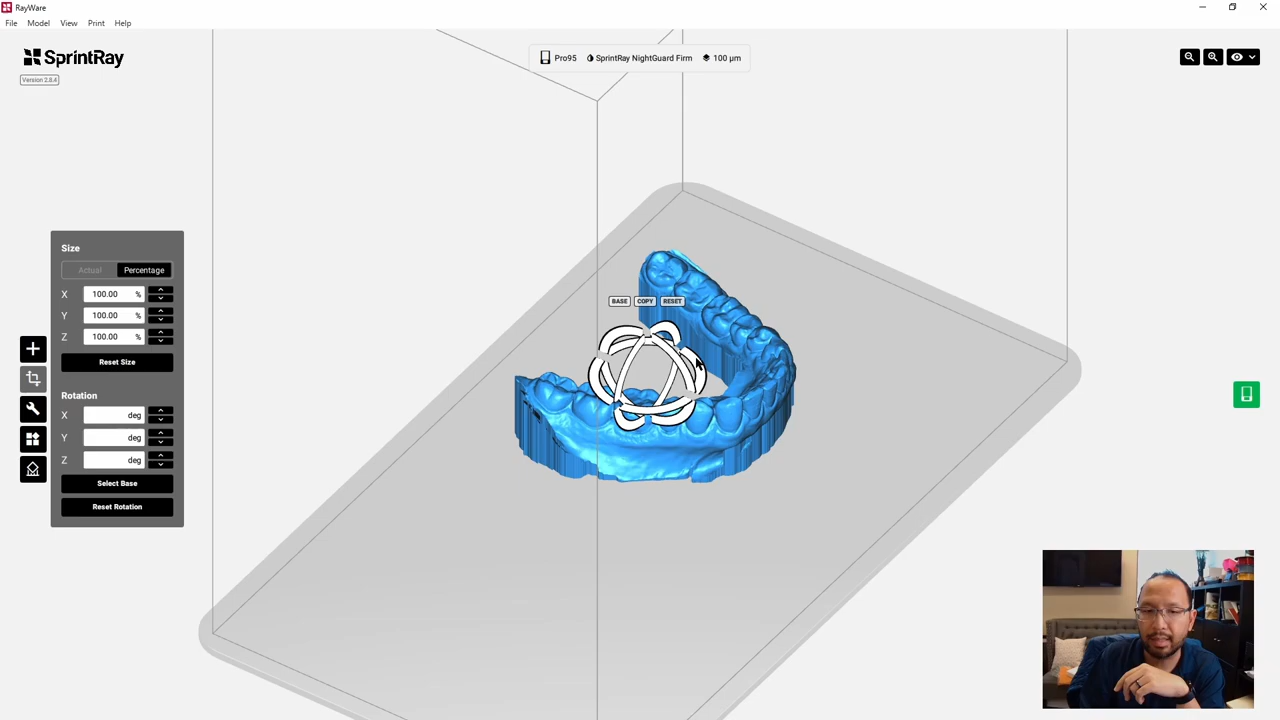 RayWare
File Model View Print Help
SprintRay
Version 2.8.4
Pro95 SprintRay NightGuard Firm 100 µm
Size
Actual Percentage
X 100.00 %
Y 100.00 %
Z 100.00 %
Reset Size
Rotation
X deg
Y deg
Z deg
Select Base
Reset Rotation
BASE COPY RESET